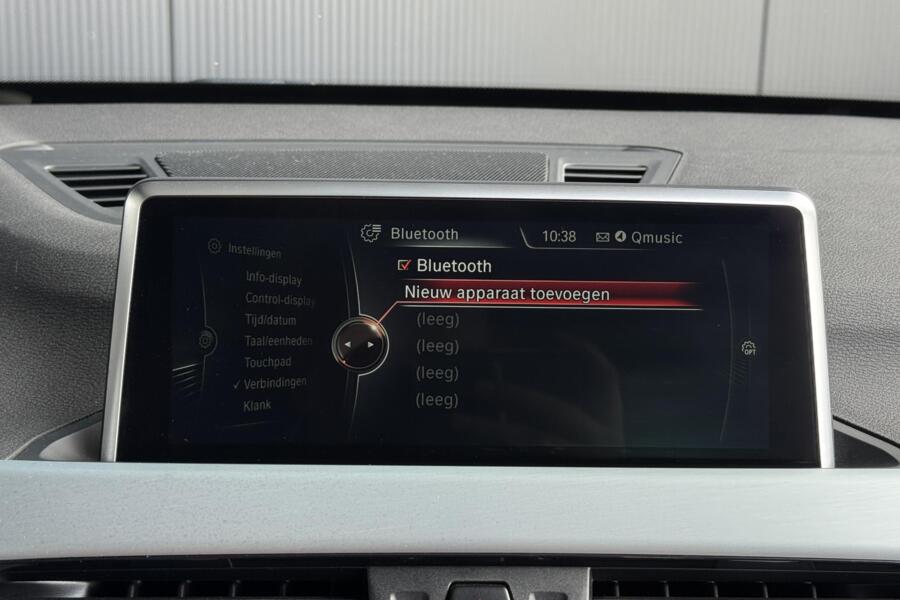 Bluetooth 10:38 Qmusic
Instellingen
Info-display
Control-display
Tijd/datum
Taal/eenheden
Touchpad
Verbindingen
Klank
Bluetooth
Nieuw apparaat toevoegen
(leeg)
(leeg)
(leeg)
(leeg)
OPT